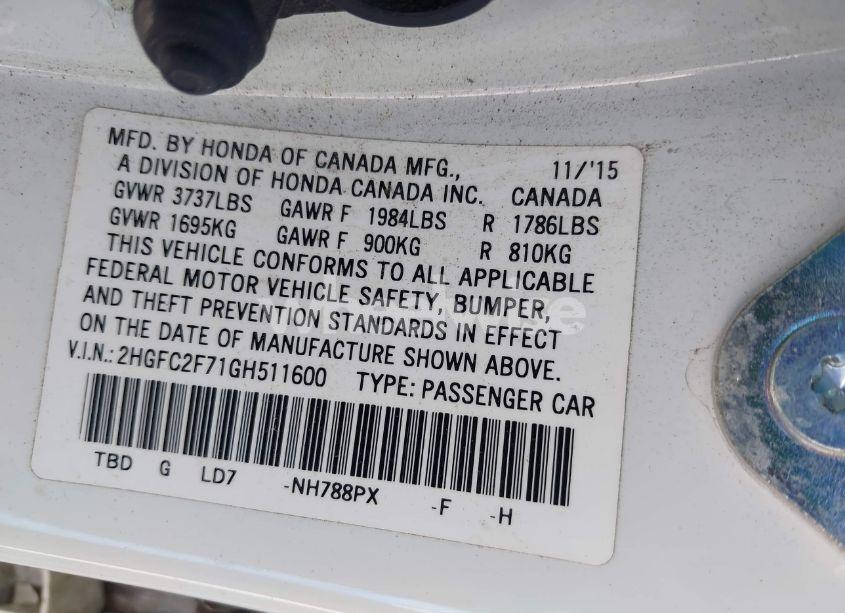 MFD. BY HONDA OF CANADA MFG., 11/'15
A DIVISION OF HONDA CANADA INC. CANADA
GVWR 3737LBS GAWR F 1984LBS R 1786LBS
GVWR 1695KG GAWR F 900KG R 810KG
THIS VEHICLE CONFORMS TO ALL APPLICABLE
FEDERAL MOTOR VEHICLE SAFETY, BUMPER,
AND THEFT PREVENTION STANDARDS IN EFFECT
ON THE DATE OF MANUFACTURE SHOWN ABOVE.
V.I.N.: 2HGFC2F71GH511600 TYPE: PASSENGER CAR
TBD G LD7 -NH788PX -F -H